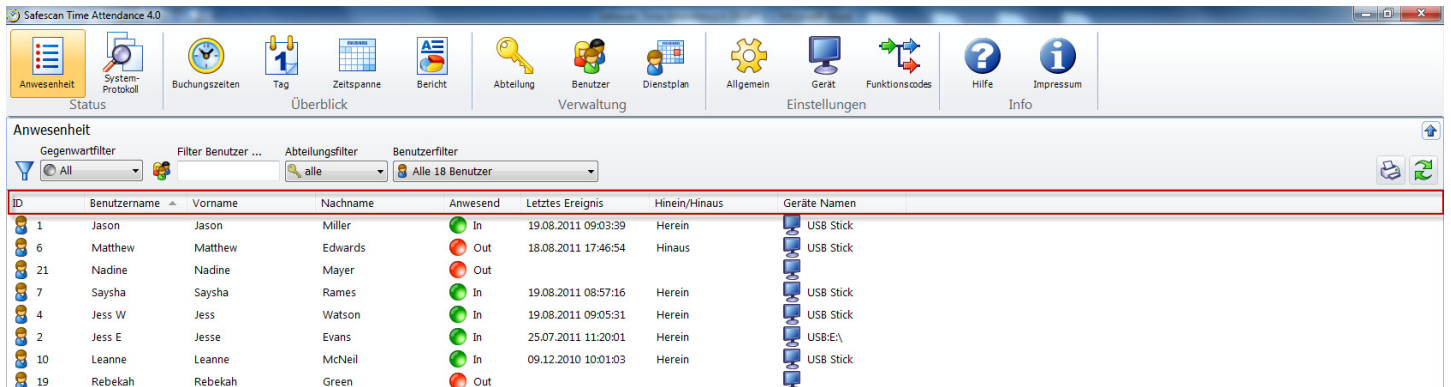 Safescan Time Attendance 4.0
Anwesenheit System-Protokoll Buchungszeiten Tag Zeitspanne Bericht Abteilung Benutzer Dienstplan Allgemein Gerät Funktionscodes Hilfe Impressum
Status Überblick Verwaltung Einstellungen Info
Anwesenheit
Gegenwartfilter Filter Benutzer ... Abteilungsfilter Benutzerfilter
All alle Alle 18 Benutzer
ID Benutzername Vorname Nachname Anwesend Letztes Ereignis Hinein/Hinaus Geräte Namen
1 Jason Jason Miller In 19.08.2011 09:03:39 Herein USB Stick
6 Matthew Matthew Edwards Out 18.08.2011 17:46:54 Hinaus USB Stick
21 Nadine Nadine Mayer Out
7 Saysha Saysha Rames In 19.08.2011 08:57:16 Herein USB Stick
4 Jess W Jess Watson In 19.08.2011 09:05:31 Herein USB Stick
2 Jess E Jesse Evans In 25.07.2011 11:20:01 Herein USB:E:\
10 Leanne Leanne McNeil In 09.12.2010 10:01:03 Herein USB Stick
19 Rebekah Rebekah Green Out